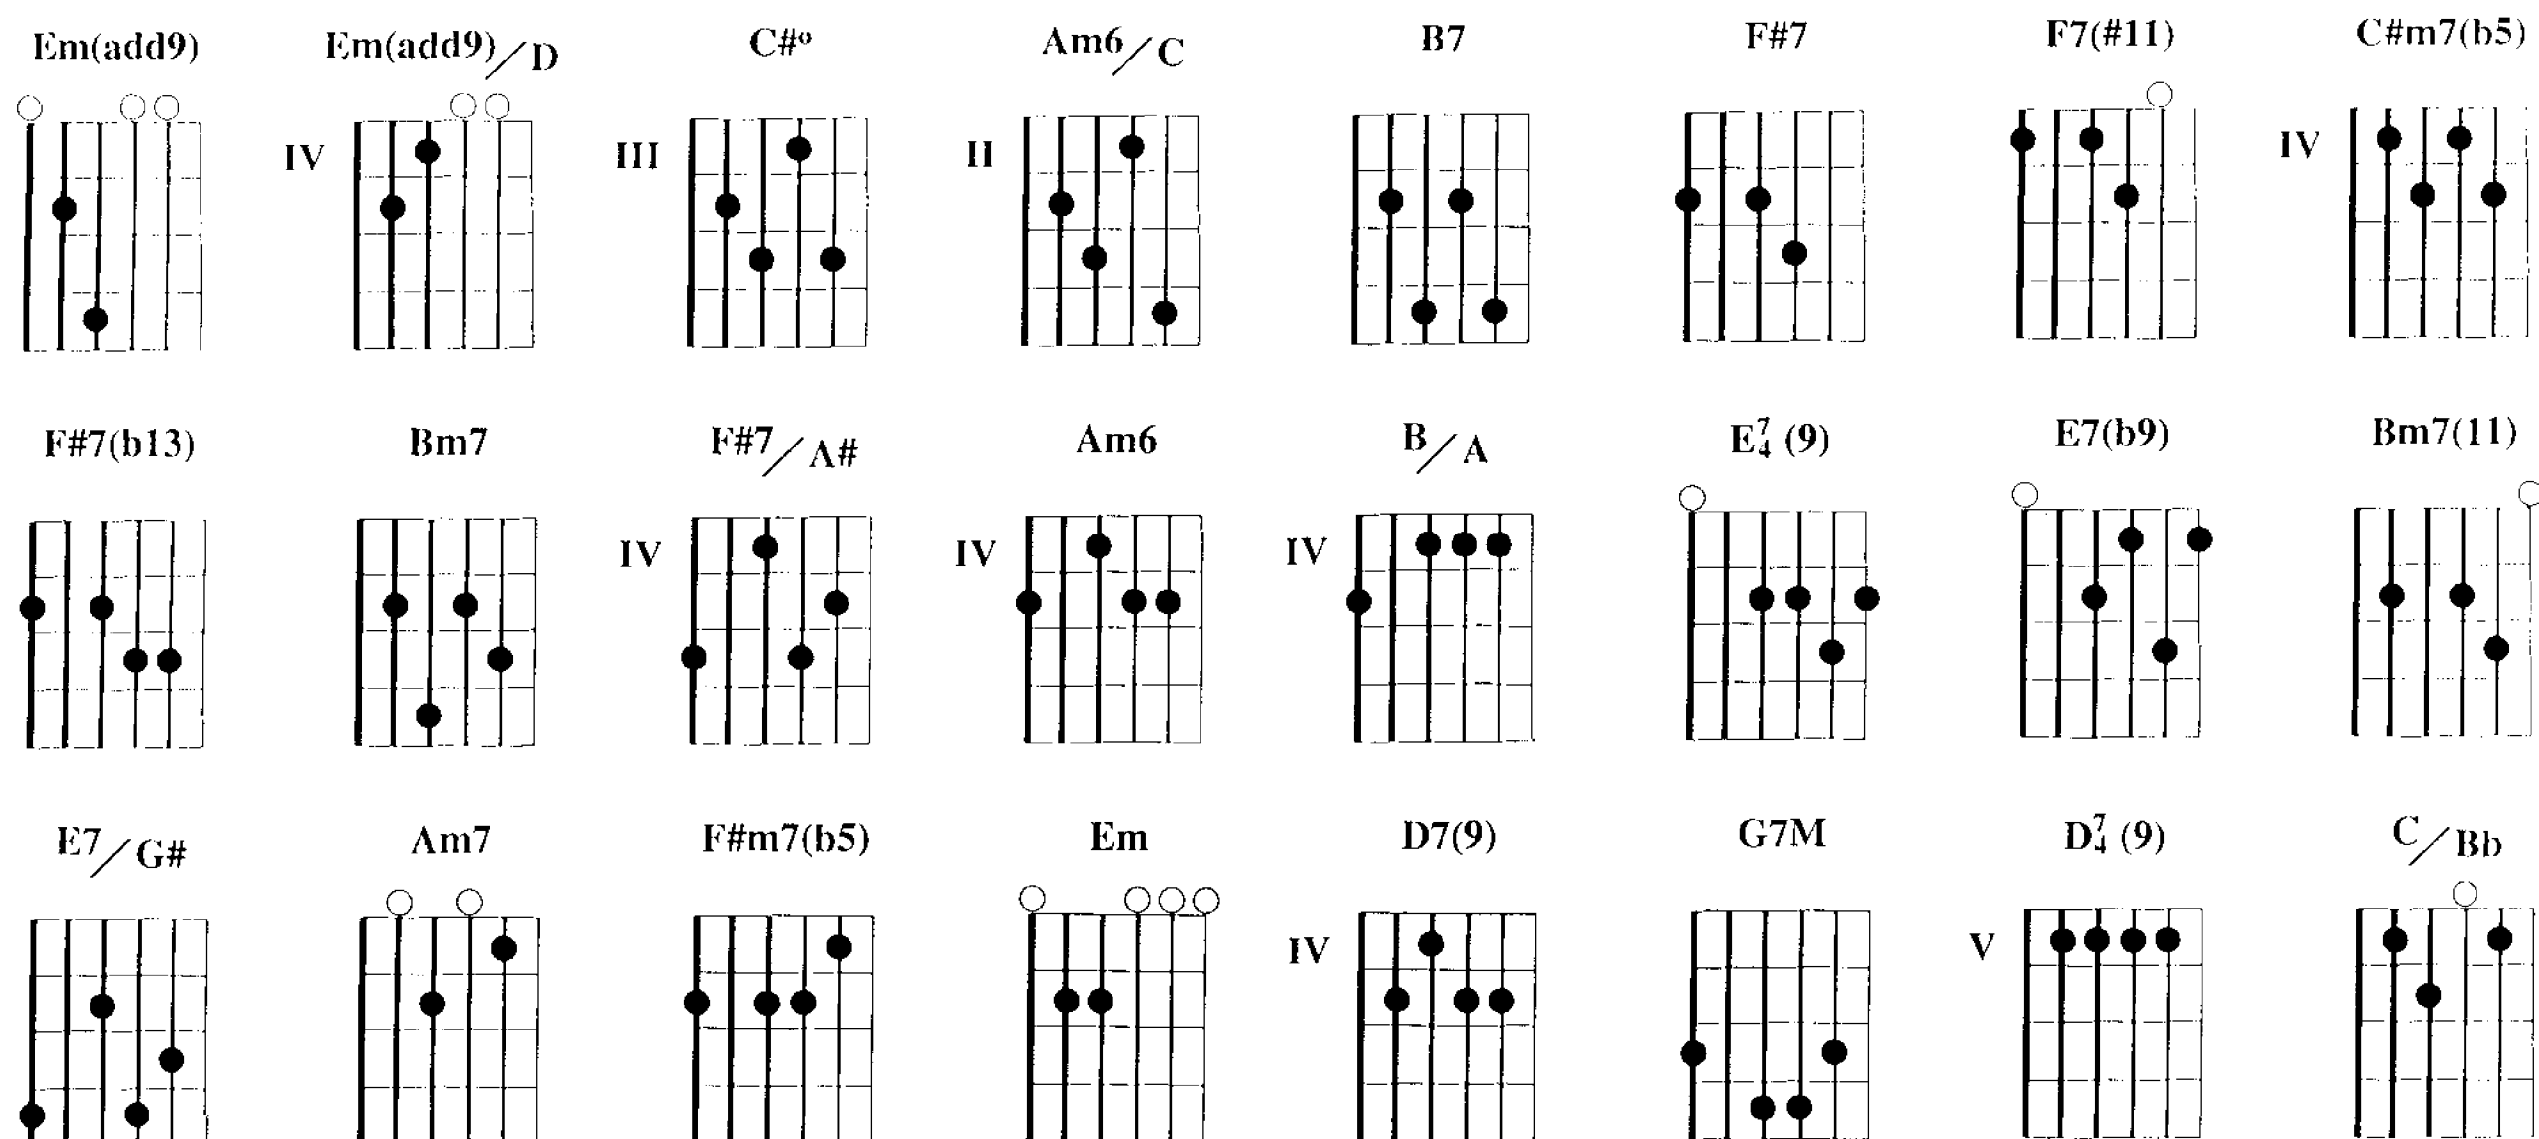 Em(add9) Em(add9)/D C#º Am6/C B7 F#7 F7(#11) C#m7(b5)
IV III II IV
F#7(b13) Bm7 F#7/A# Am6 B/A E7/4 (9) E7(b9) Bm7(11)
IV IV IV
E7/G# Am7 F#m7(b5) Em D7(9) G7M D7/4 (9) C/Bb
IV V